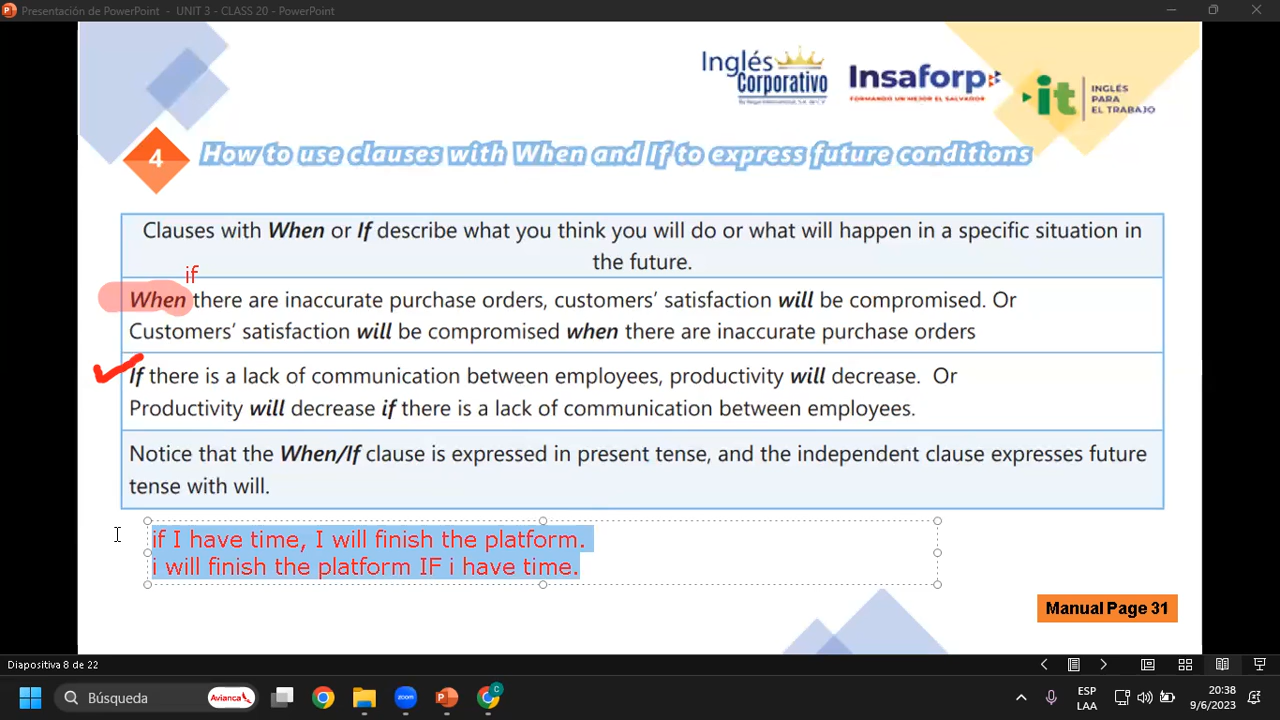 Presentación de PowerPoint - UNIT 3 - CLASS 20 - PowerPoint
Inglés
Corporativo
Insaforp
FORMANDO UN MEJOR EL SALVADOR
it
INGLÉS
PARA
EL TRABAJO
4
How to use clauses with When and If to express future conditions
Clauses with When or If describe what you think you will do or what will happen in a specific situation in
the future.
if
When there are inaccurate purchase orders, customers’ satisfaction will be compromised. Or
Customers’ satisfaction will be compromised when there are inaccurate purchase orders
If there is a lack of communication between employees, productivity will decrease. Or
Productivity will decrease if there is a lack of communication between employees.
Notice that the When/If clause is expressed in present tense, and the independent clause expresses future
tense with will.
if I have time, I will finish the platform.
i will finish the platform IF i have time.
Manual Page 31
Diapositiva 8 de 22
Búsqueda
Avianca
zoom
C
ESP
LAA
20:38
9/6/2023